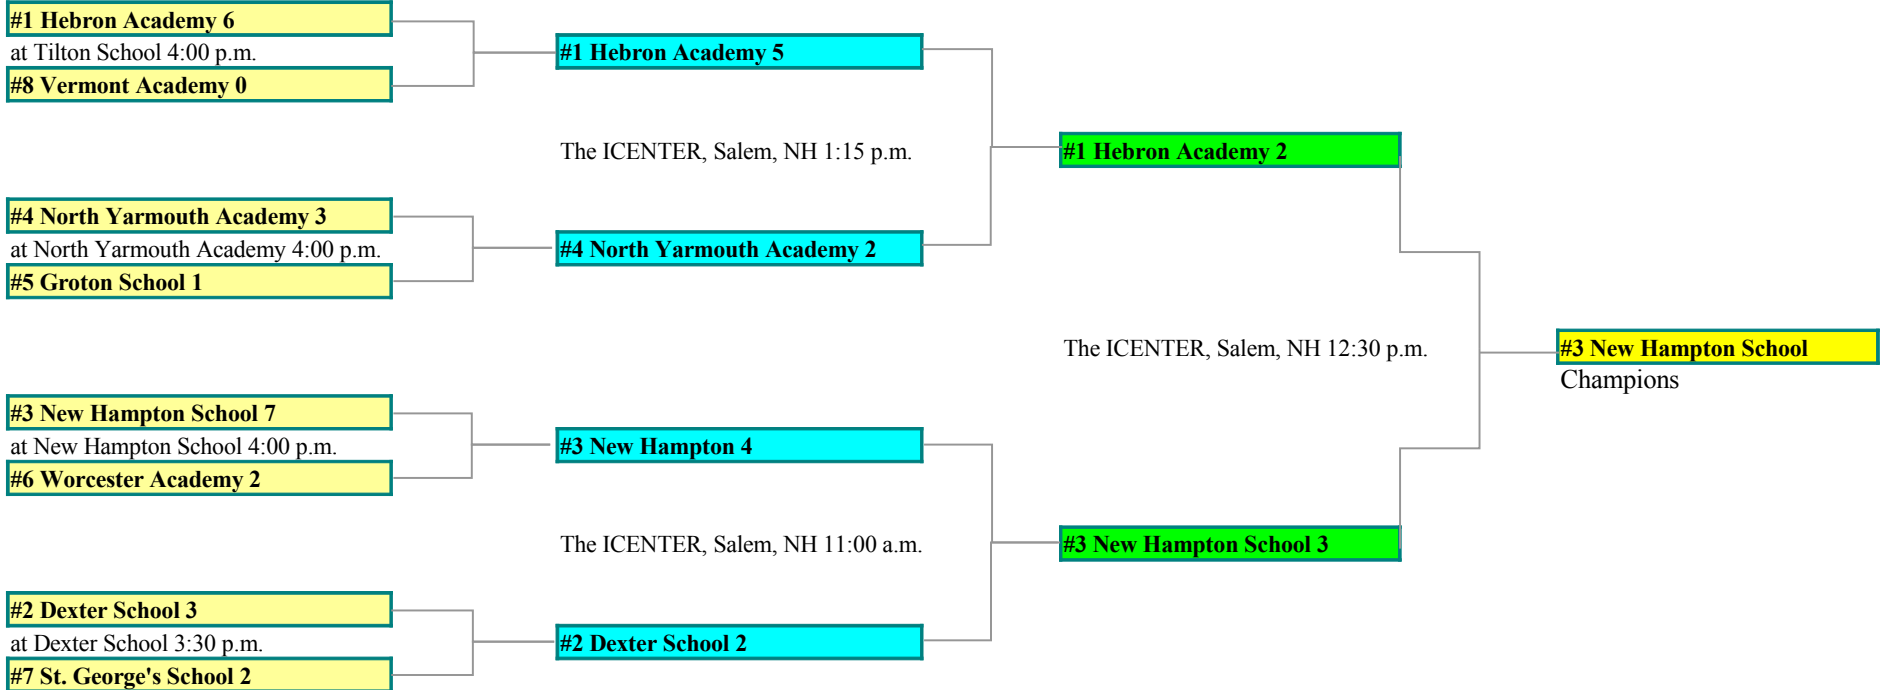 #1 Hebron Academy 6
at Tilton School 4:00 p.m.
#8 Vermont Academy 0
#4 North Yarmouth Academy 3
at North Yarmouth Academy 4:00 p.m.
#5 Groton School 1
#3 New Hampton School 7
at New Hampton School 4:00 p.m.
#6 Worcester Academy 2
#2 Dexter School 3
at Dexter School 3:30 p.m.
#7 St. George's School 2
#1 Hebron Academy 5
The ICENTER, Salem, NH 1:15 p.m.
#4 North Yarmouth Academy 2
#3 New Hampton 4
The ICENTER, Salem, NH 11:00 a.m.
#2 Dexter School 2
#1 Hebron Academy 2
The ICENTER, Salem, NH 12:30 p.m.
#3 New Hampton School 3
#3 New Hampton School
Champions